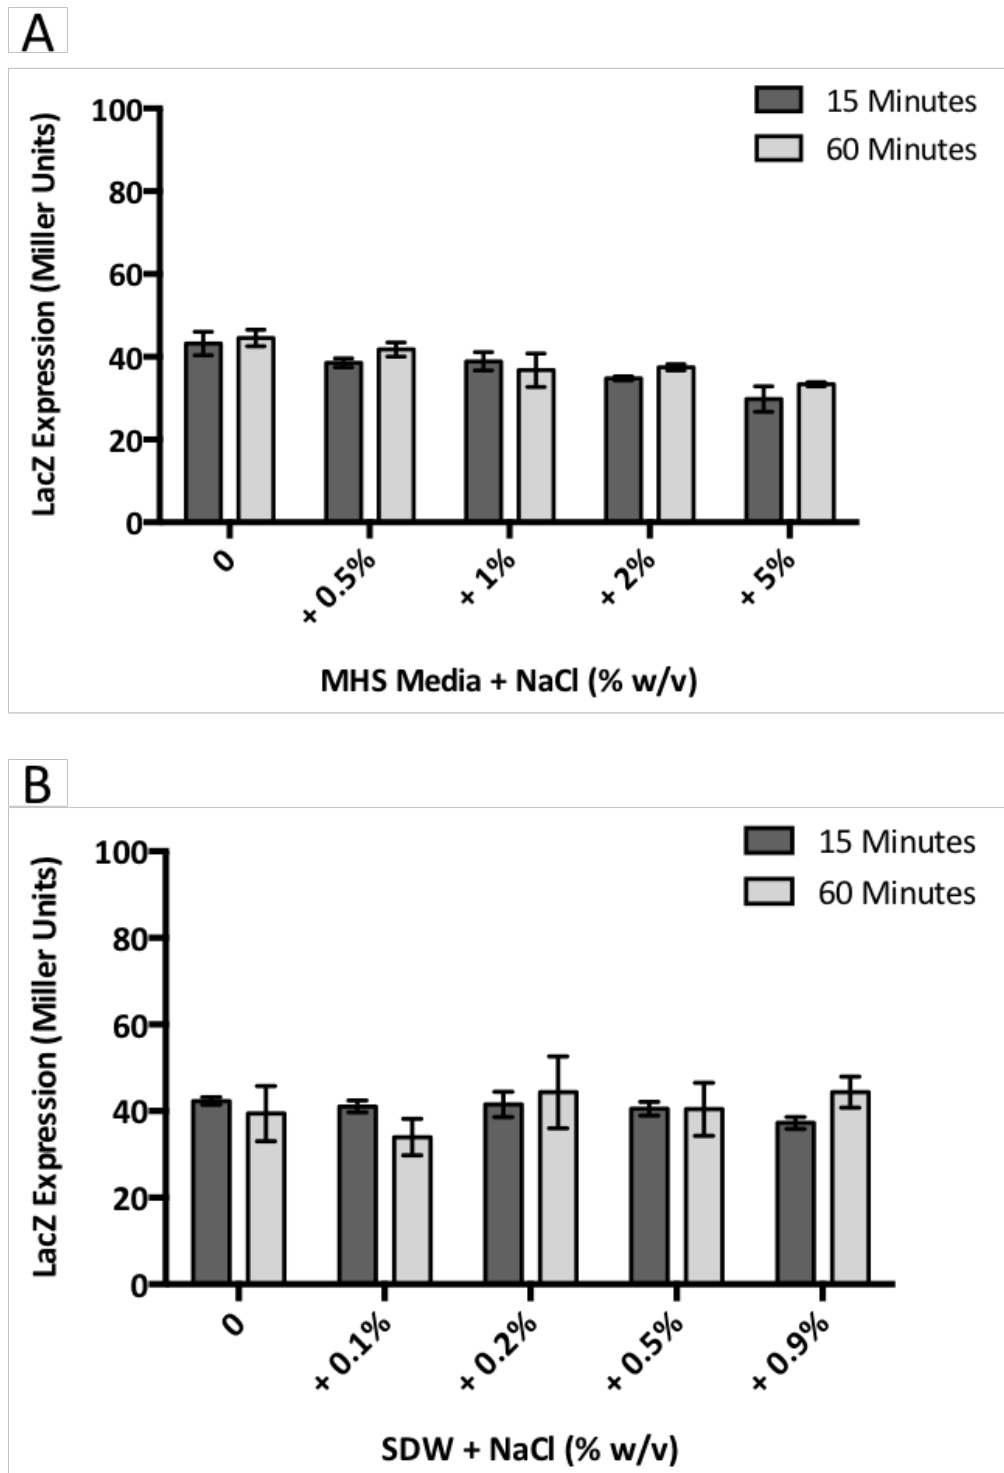 A
15 Minutes
60 Minutes
LacZ Expression (Miller Units)
100
80
60
40
20
0
0
+ 0.5%
+ 1%
+ 2%
+ 5%
MHS Media + NaCl (% w/v)
B
15 Minutes
60 Minutes
LacZ Expression (Miller Units)
100
80
60
40
20
0
0
+ 0.1%
+ 0.2%
+ 0.5%
+ 0.9%
SDW + NaCl (% w/v)